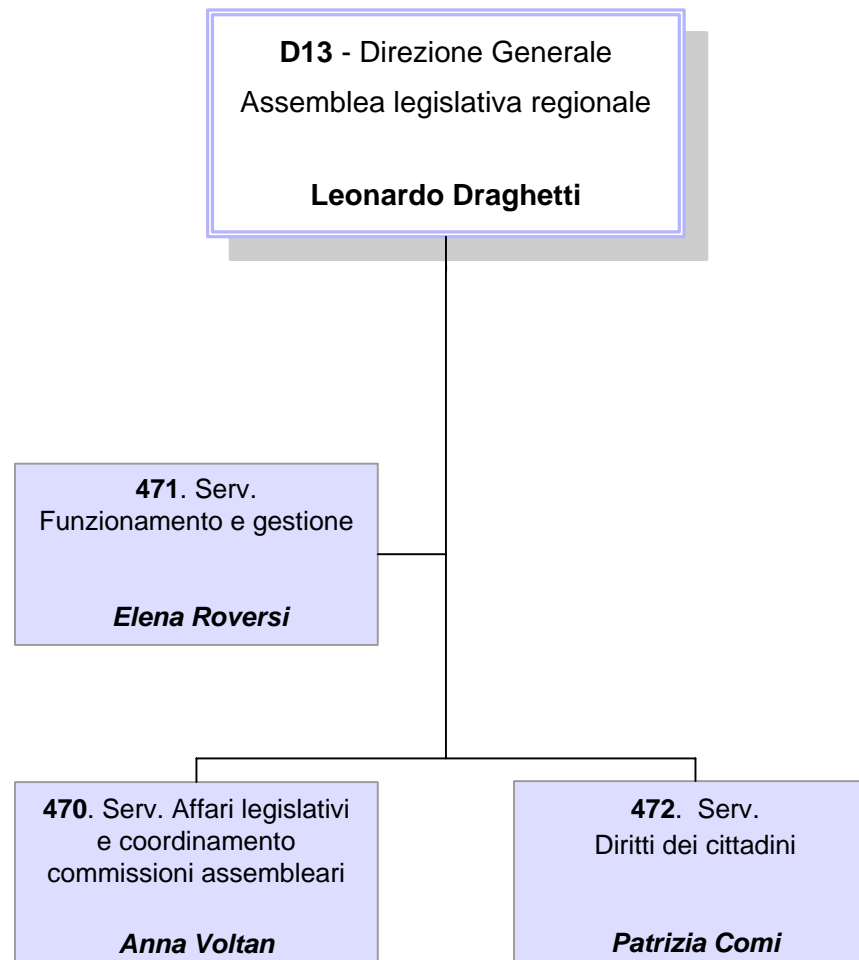 D13 - Direzione Generale
Assemblea legislativa regionale
Leonardo Draghetti
471. Serv.
Funzionamento e gestione
Elena Roversi
470. Serv. Affari legislativi
e coordinamento
commissioni assembleari
Anna Voltan
472. Serv.
Diritti dei cittadini
Patrizia Comi